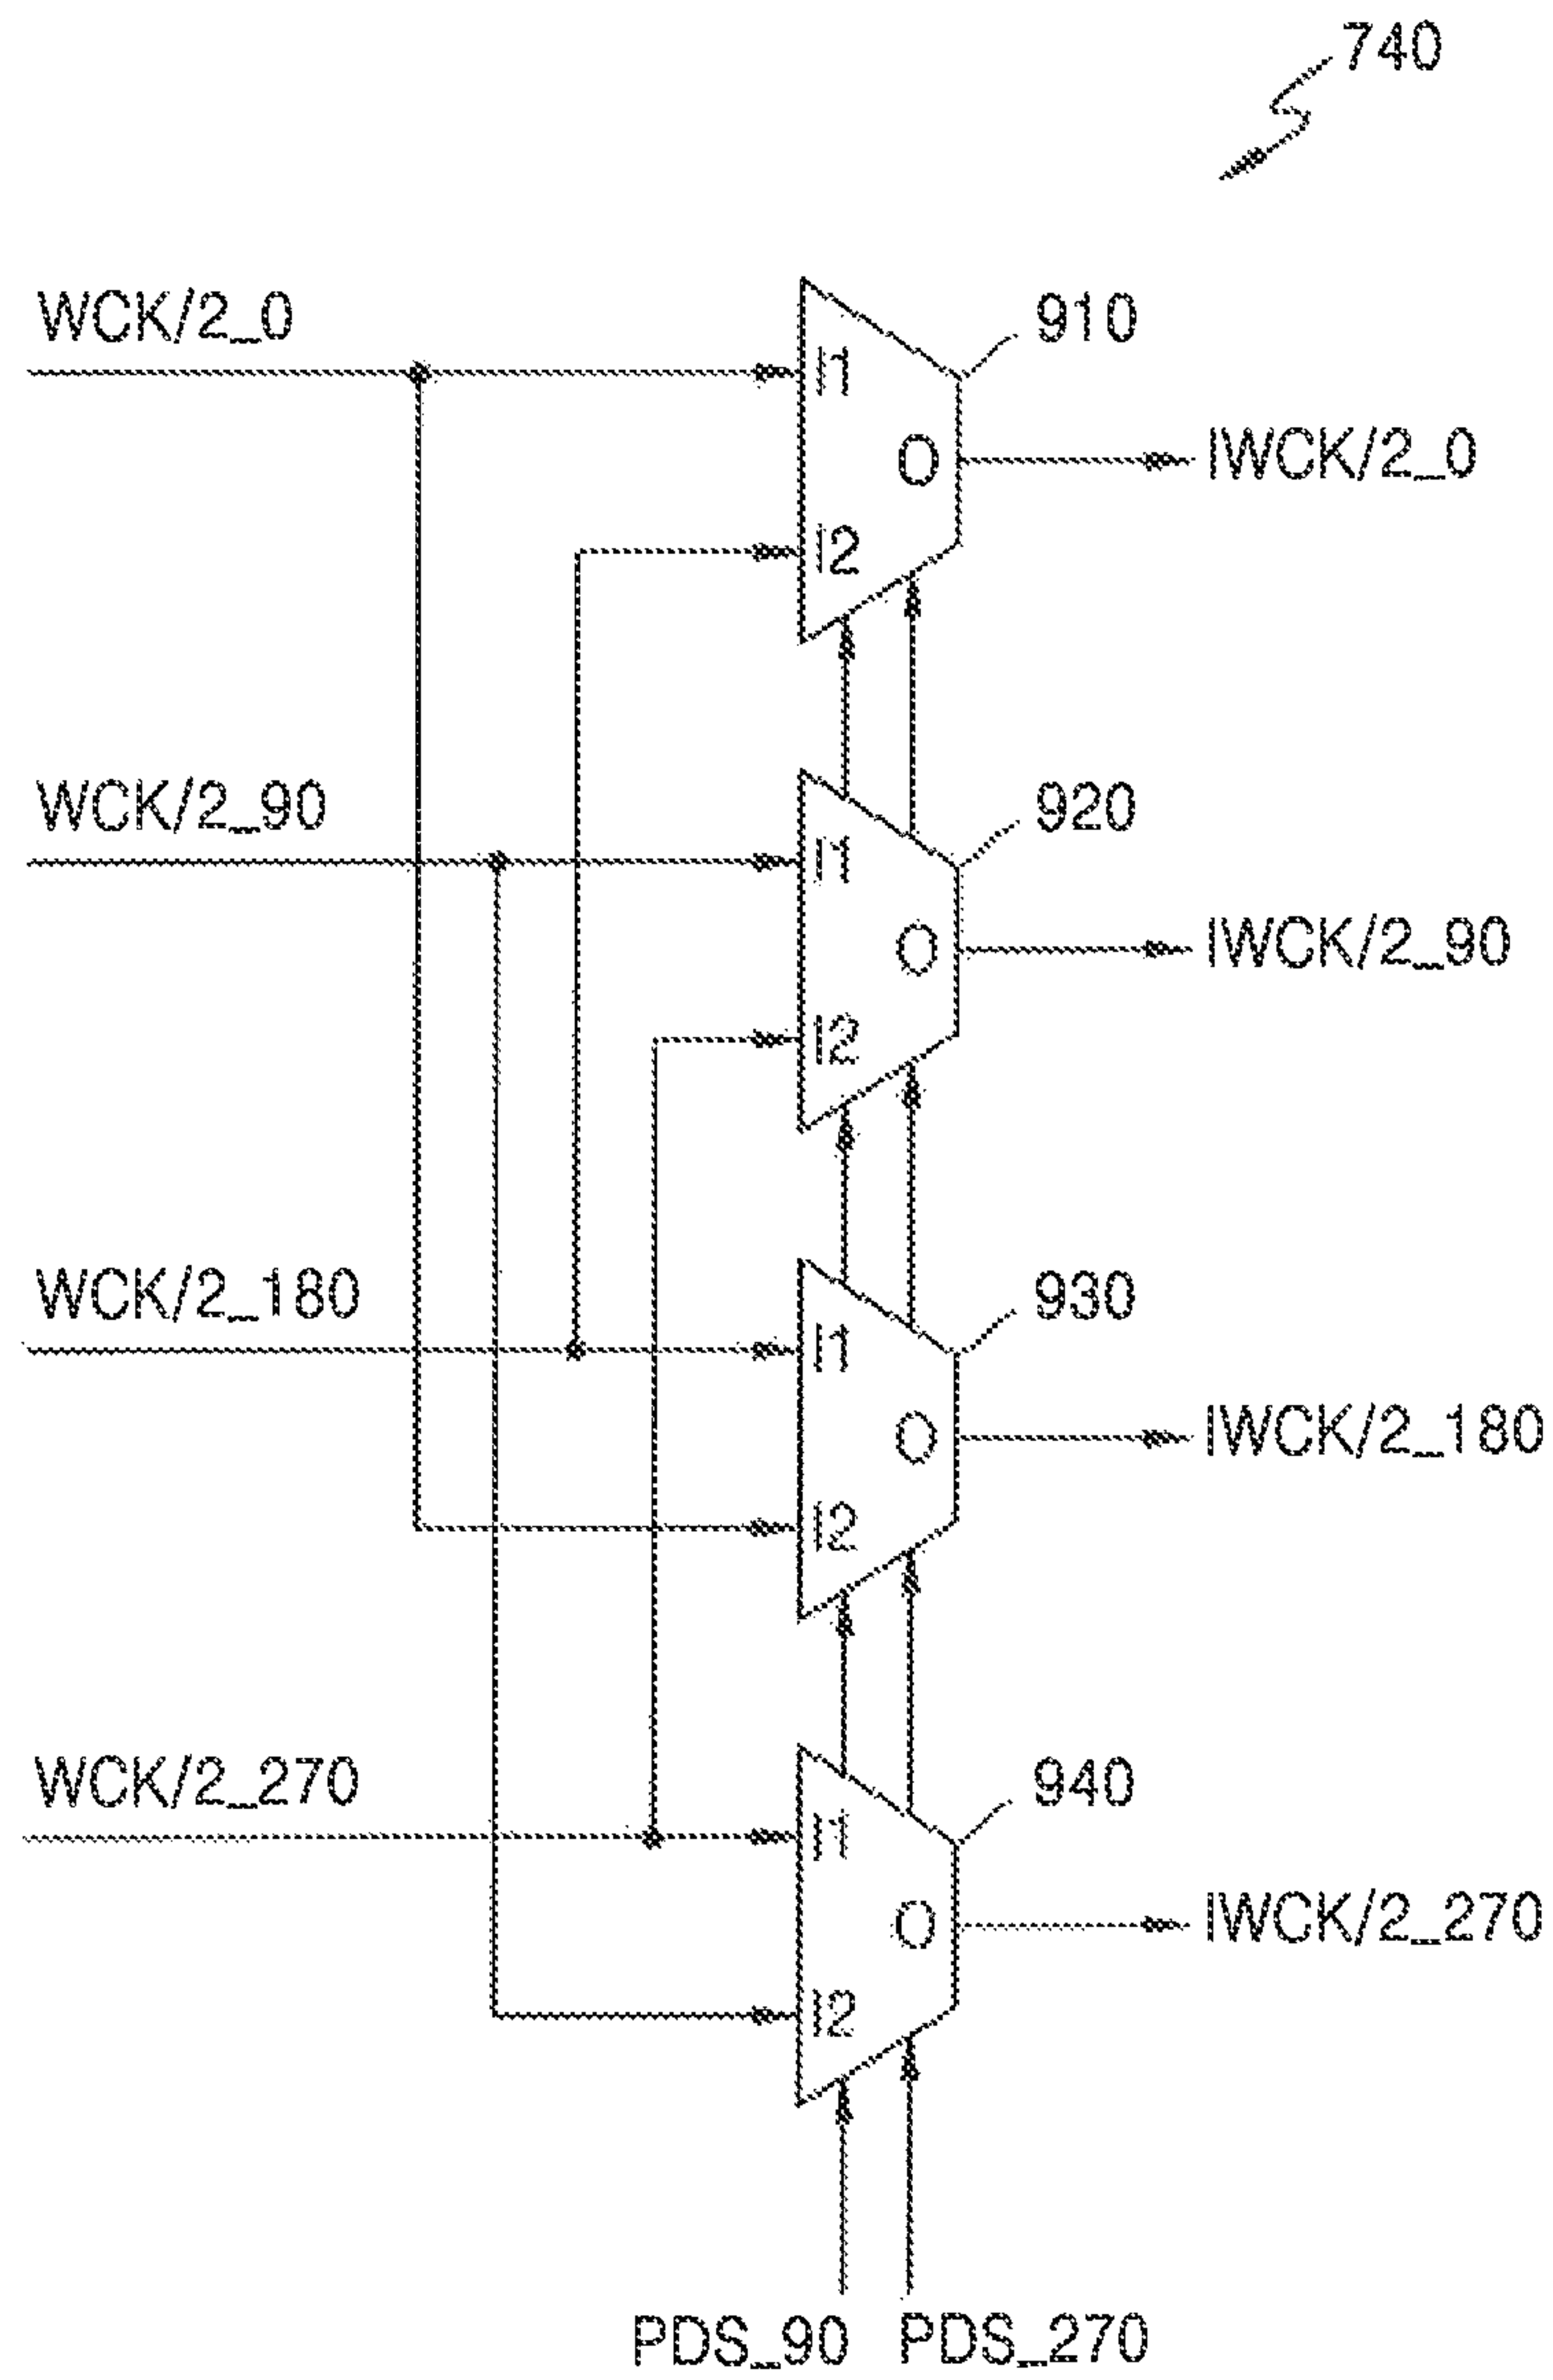 740
WCK/2_0
910
I1
O
IWCK/2_0
I2
WCK/2_90
920
I1
O
IWCK/2_90
I2
WCK/2_180
930
I1
O
IWCK/2_180
I2
WCK/2_270
940
I1
O
IWCK/2_270
I2
PDS_90 PDS_270